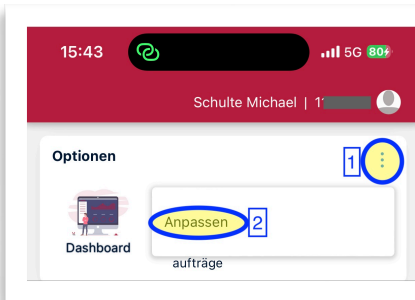 15:43 5G 80
Schulte Michael | 1
Optionen 1
Anpassen 2
Dashboard
aufträge